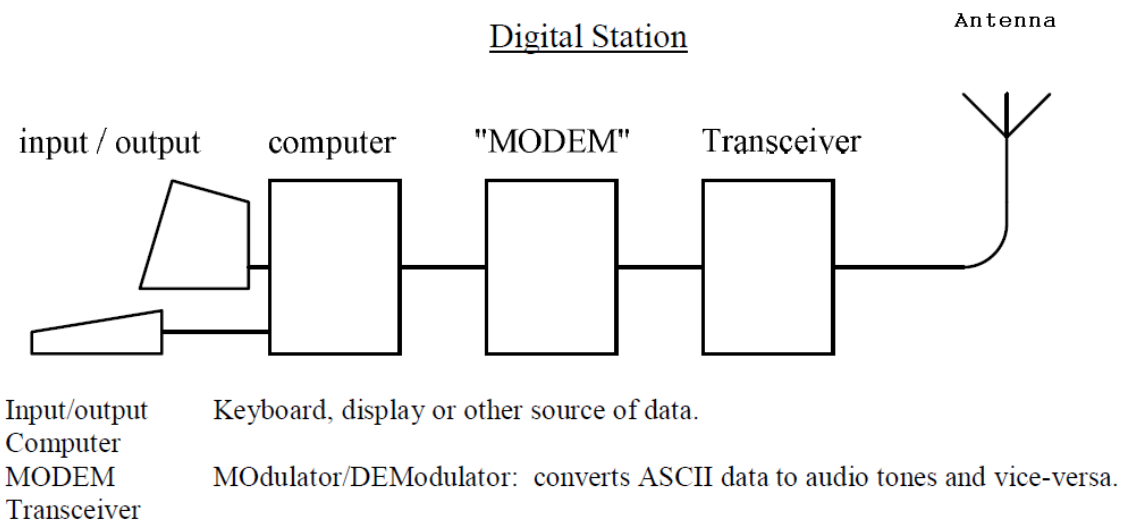 Antenna
Digital Station
input / output computer "MODEM" Transceiver
Input/output Keyboard, display or other source of data.
Computer
MODEM MOdulator/DEModulator: converts ASCII data to audio tones and vice-versa.
Transceiver